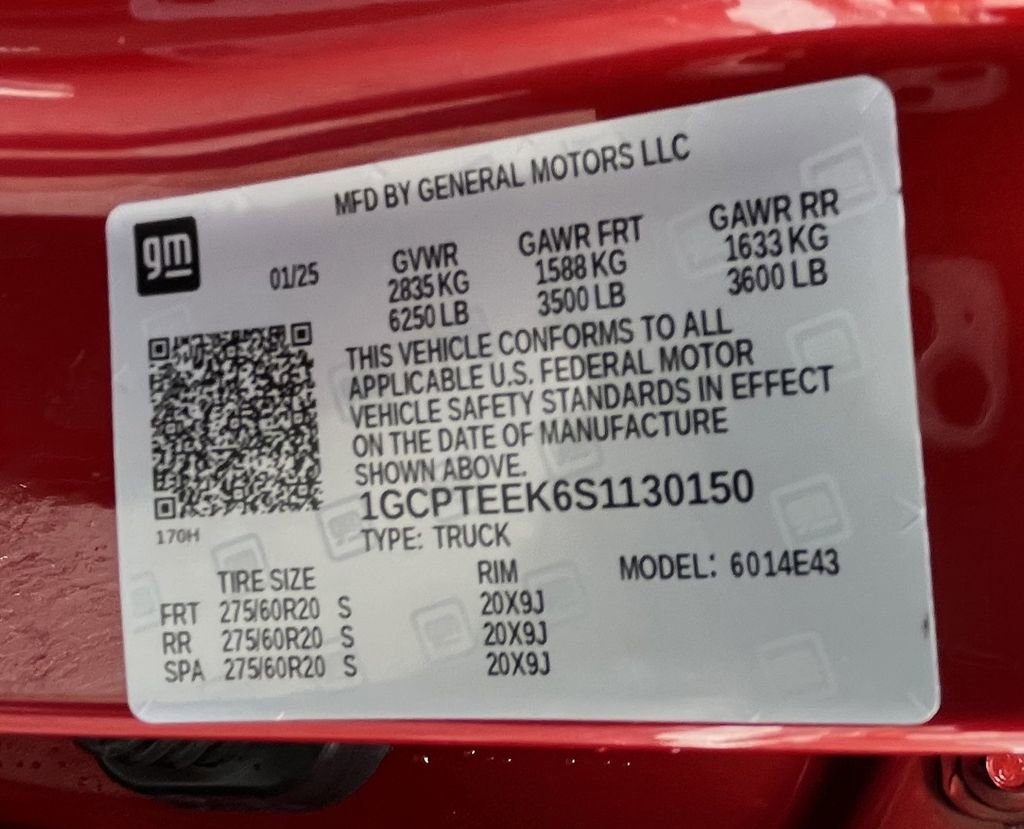 MFD BY GENERAL MOTORS LLC
gm
01/25
GVWR GAWR FRT GAWR RR
2835 KG 1588 KG 1633 KG
6250 LB 3500 LB 3600 LB
THIS VEHICLE CONFORMS TO ALL
APPLICABLE U.S. FEDERAL MOTOR
VEHICLE SAFETY STANDARDS IN EFFECT
ON THE DATE OF MANUFACTURE
SHOWN ABOVE.
1GCPTEEK6S1130150
170H
TYPE: TRUCK
TIRE SIZE RIM MODEL: 6014E43
FRT 275/60R20 S 20X9J
RR 275/60R20 S 20X9J
SPA 275/60R20 S 20X9J